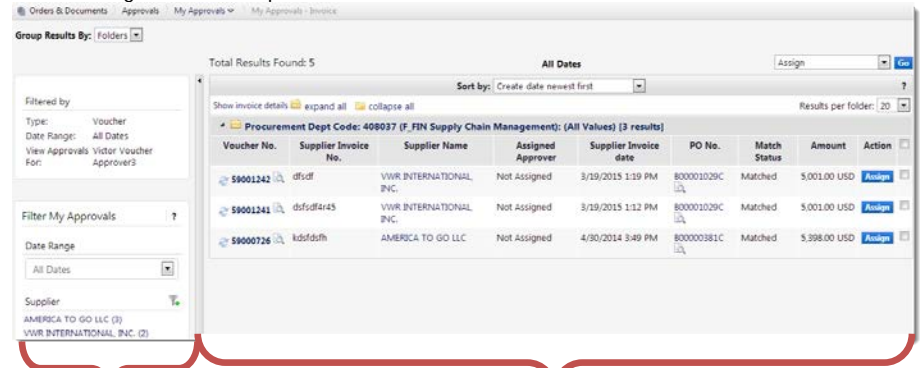 Orders & Documents Approvals My Approvals My Approvals - Invoice
Group Results By: Folders
Total Results Found: 5 All Dates Assign Go
Sort by: Create date newest first ?
Filtered by
Show invoice details expand all collapse all Results per folder: 20
Type: Voucher
Date Range: All Dates
View Approvals For: Victor Voucher Approver3
Procurement Dept Code: 408037 (F_FIN Supply Chain Management): (All Values) [3 results]
Voucher No. Supplier Invoice No. Supplier Name Assigned Approver Supplier Invoice date PO No. Match Status Amount Action
S9001242 dfsdf VWR INTERNATIONAL, INC. Not Assigned 3/19/2015 1:19 PM B00001029C Matched 5,001.00 USD Assign
S9001241 dsfsdf4r45 VWR INTERNATIONAL, INC. Not Assigned 3/19/2015 1:12 PM B00001029C Matched 5,001.00 USD Assign
S9000726 kdsfdsfh AMERICA TO GO LLC Not Assigned 4/30/2014 3:49 PM B00000381C Matched 5,398.00 USD Assign
Filter My Approvals ?
Date Range
All Dates
Supplier
AMERICA TO GO LLC (3)
VWR INTERNATIONAL, INC. (2)